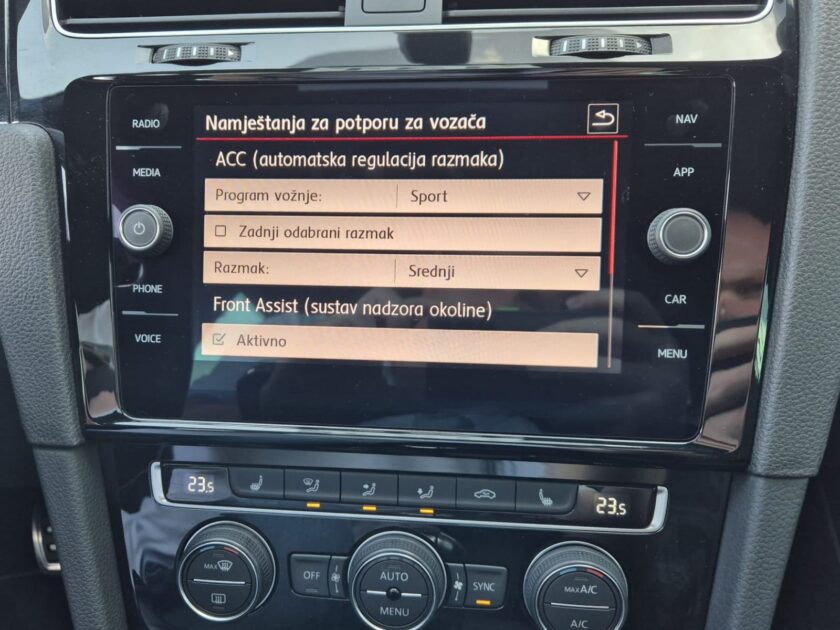 RADIO
MEDIA
PHONE
VOICE
Namještanja za potporu za vozača
ACC (automatska regulacija razmaka)
Program vožnje: Sport
Zadnji odabrani razmak
Razmak: Srednji
Front Assist (sustav nadzora okoline)
Aktivno
NAV
APP
CAR
MENU
23.5
23.5
MAX
OFF
AUTO
MENU
SYNC
MAX A/C
A/C